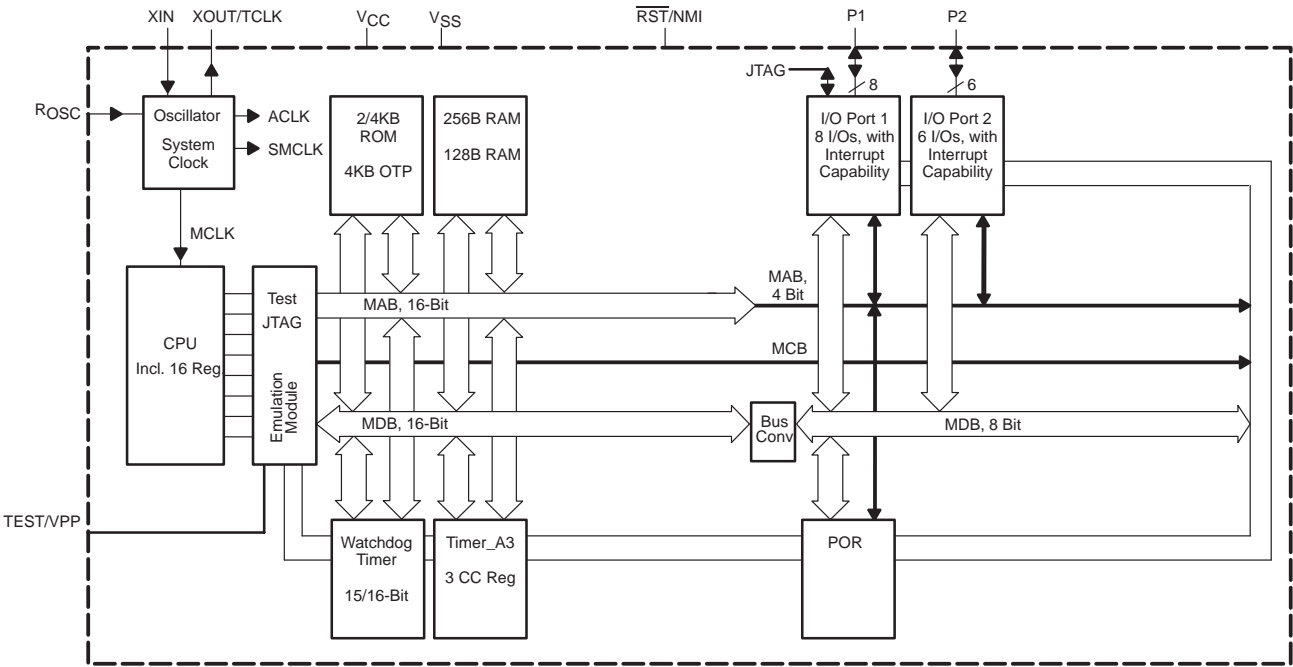 XIN XOUT/TCLK VCC VSS RST/NMI P1 P2
JTAG
8 6
ROSC
Oscillator
System
Clock
ACLK
SMCLK
2/4KB
ROM
4KB OTP
256B RAM
128B RAM
I/O Port 1
8 I/Os, with
Interrupt
Capability
I/O Port 2
6 I/Os, with
Interrupt
Capability
MCLK
CPU
Incl. 16 Reg.
Test
JTAG
Emulation
Module
MAB, 16-Bit
MAB,
4 Bit
MCB
MDB, 16-Bit
Bus
Conv
MDB, 8 Bit
TEST/VPP
Watchdog
Timer
15/16-Bit
Timer_A3
3 CC Reg
POR